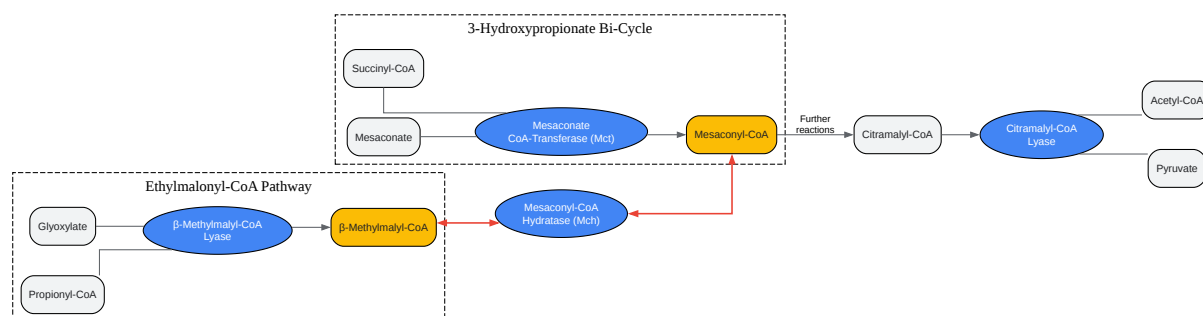 3-Hydroxypropionate Bi-Cycle
Succinyl-CoA
Mesaconate
Mesaconate
CoA-Transferase (Mct)
Mesaconyl-CoA
Further
reactions
Citramalyl-CoA
Citramalyl-CoA
Lyase
Acetyl-CoA
Pyruvate
Ethylmalonyl-CoA Pathway
Glyoxylate
Propionyl-CoA
β-Methylmalyl-CoA
Lyase
β-Methylmalyl-CoA
Mesaconyl-CoA
Hydratase (Mch)